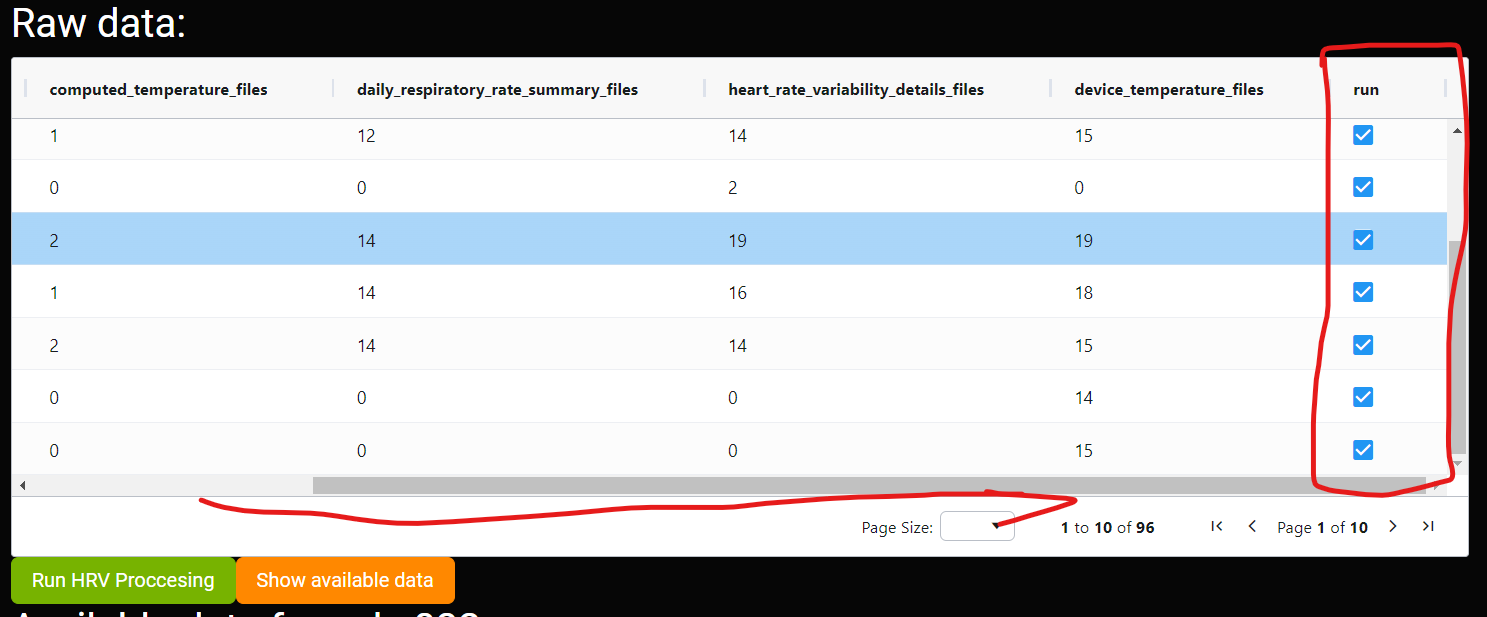 Raw data:
computed_temperature_files daily_respiratory_rate_summary_files heart_rate_variability_details_files device_temperature_files run
1 12 14 15
0 0 2 0
2 14 19 19
1 14 16 18
2 14 14 15
0 0 0 14
0 0 0 15
Page Size: 1 to 10 of 96 Page 1 of 10
Run HRV Proccesing Show available data